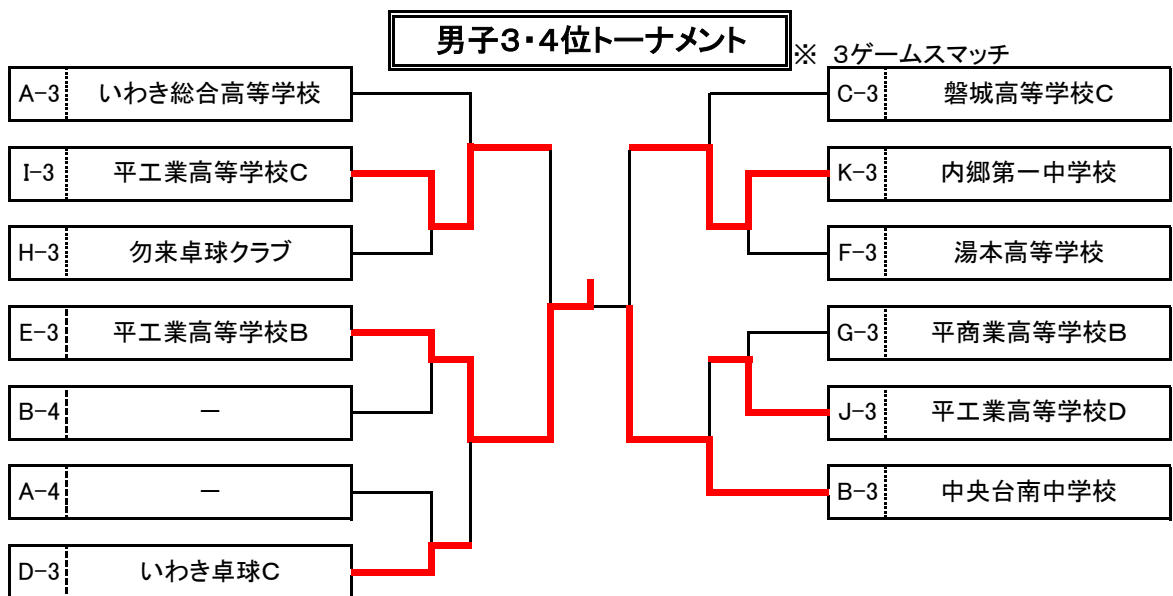 男子３・４位トーナメント
※ ３ゲームスマッチ
A-3 いわき総合高等学校
I-3 平工業高等学校C
H-3 勿来卓球クラブ
E-3 平工業高等学校B
B-4 －
A-4 －
D-3 いわき卓球C
C-3 磐城高等学校C
K-3 内郷第一中学校
F-3 湯本高等学校
G-3 平商業高等学校B
J-3 平工業高等学校D
B-3 中央台南中学校